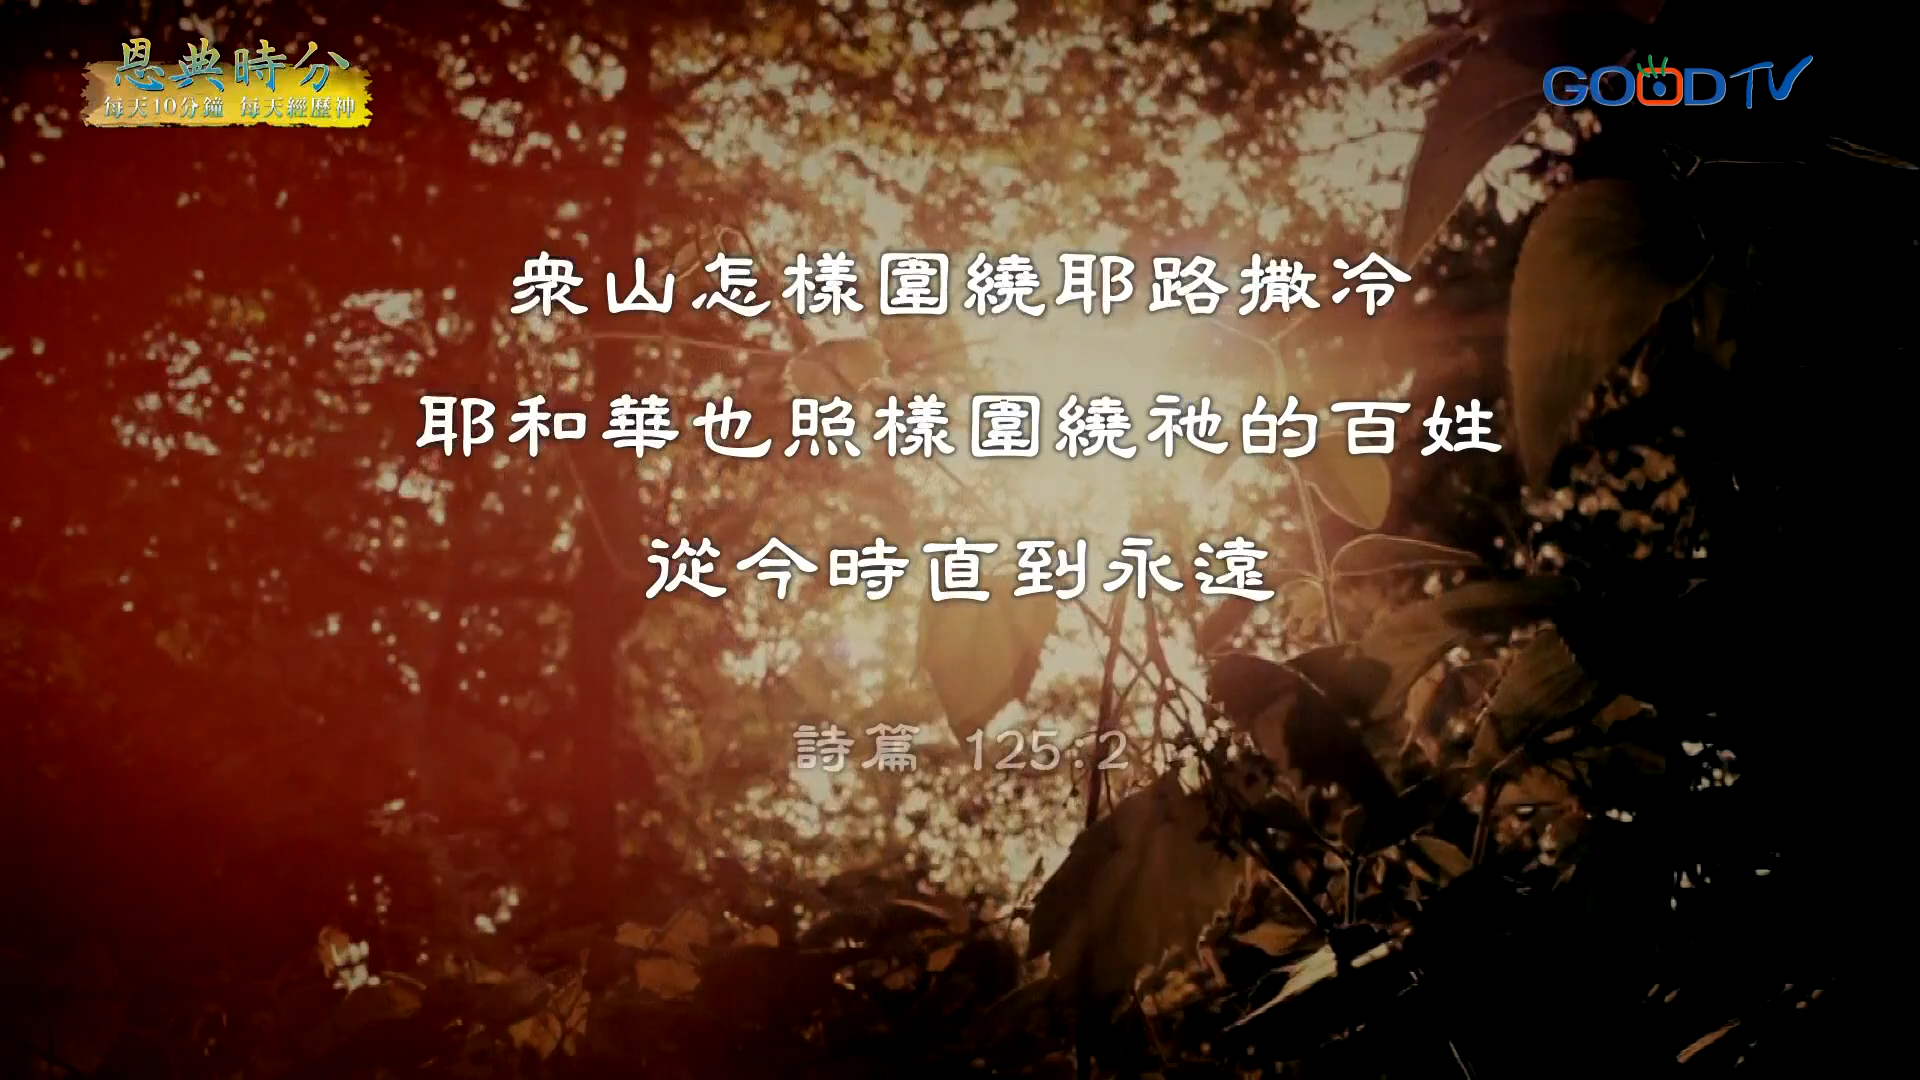 恩典時分
每天10分鐘 每天經歷神
GOODTV
衆山怎樣圍繞耶路撒冷
耶和華也照樣圍繞祂的百姓
從今時直到永遠
詩篇 125:2